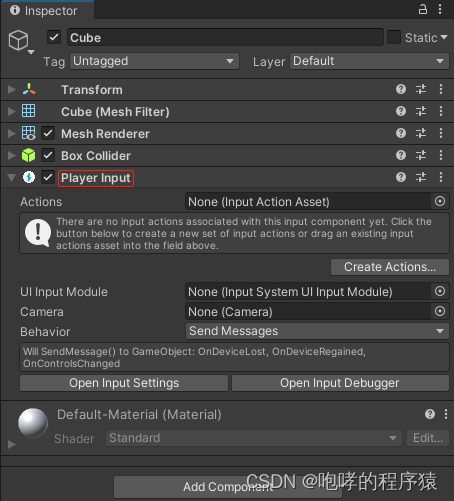 Inspector
Cube
Static
Tag Untagged Layer Default
Transform
Cube (Mesh Filter)
Mesh Renderer
Box Collider
Player Input
Actions None (Input Action Asset)
There are no input actions associated with this input component yet. Click the
button below to create a new set of input actions or drag an existing input
actions asset into the field above.
Create Actions...
UI Input Module None (Input System UI Input Module)
Camera None (Camera)
Behavior Send Messages
Will SendMessage() to GameObject: OnDeviceLost, OnDeviceRegained,
OnControlsChanged
Open Input Settings Open Input Debugger
Default-Material (Material)
Shader Standard Edit...
Add Component
CSDN @咆哮的程序猿